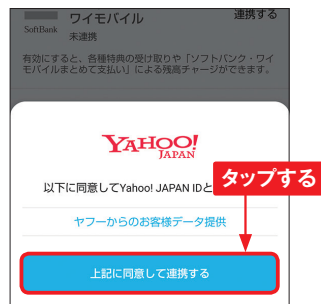 ワイモバイル
連携する
SoftBank
未連携
有効にすると、各種特典の受け取りや「ソフトバンク・ワイ
モバイルまとめて支払い」による残高チャージができます。
YAHOO!
JAPAN
以下に同意してYahoo! JAPAN IDと
タップする
ヤフーからのお客様データ提供
上記に同意して連携する